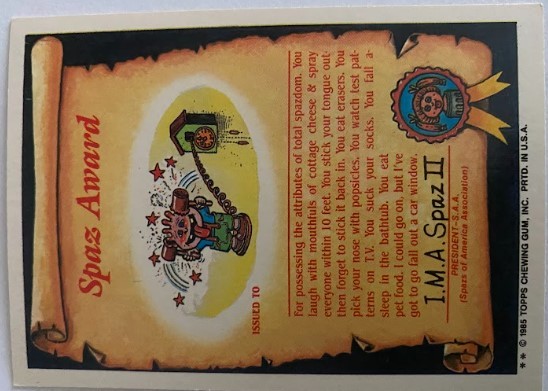 Spaz Award
ISSUED TO
For possessing the attributes of total spazdom. You
laugh with mouthfuls of cottage cheese & spray
everyone within 10 feet. You stick your tongue out-
then forget to stick it back in. You eat erasers. You
pick your nose with popsicles. You watch test pat-
terns on T.V. You suck your socks. You fall a-
sleep in the bathtub. You eat
pet food. I could go on, but I've
got to go fall out a car window.
I.M.A. Spaz II
PRESIDENT-S.A.A.
(Spazs of America Association)
** © 1985 TOPPS CHEWING GUM, INC. PRTD. IN U.S.A.